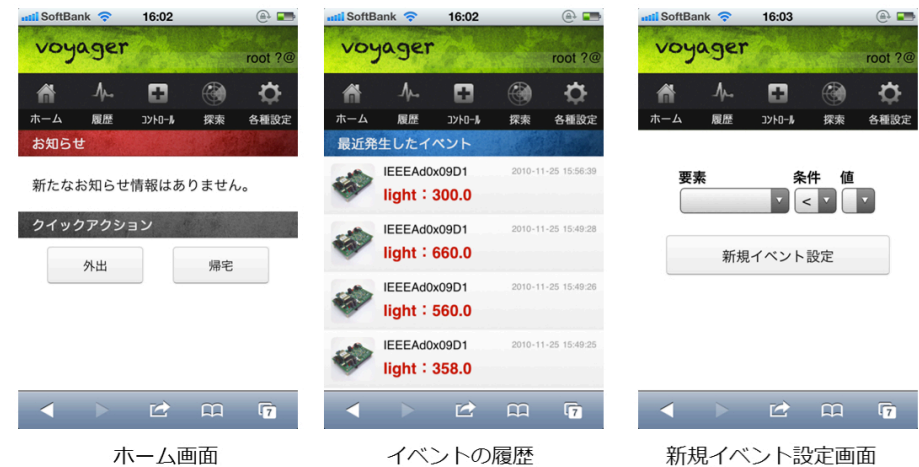 SoftBank 16:02
voyager
root ?@
ホーム 履歴 コントロール 探索 各種設定
お知らせ
新たなお知らせ情報はありません。
クイックアクション
外出 帰宅
7
ホーム画面
SoftBank 16:02
voyager
root ?@
ホーム 履歴 コントロール 探索 各種設定
最近発生したイベント
IEEEAd0x09D1 2010-11-25 15:56:39
light：300.0
IEEEAd0x09D1 2010-11-25 15:49:28
light：660.0
IEEEAd0x09D1 2010-11-25 15:49:26
light：560.0
IEEEAd0x09D1 2010-11-25 15:49:25
light：358.0
7
イベントの履歴
SoftBank 16:03
voyager
root ?@
ホーム 履歴 コントロール 探索 各種設定
要素 条件 値
<
新規イベント設定
7
新規イベント設定画面